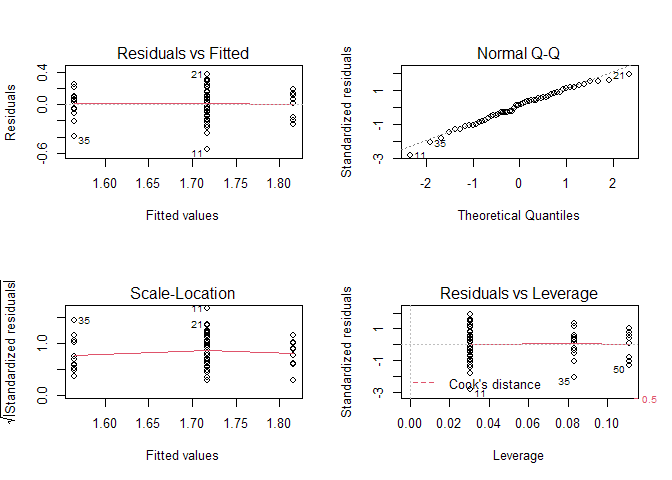 Residuals vs Fitted
Residuals
0.4
0.0
-0.6
21
35
11
1.60 1.65 1.70 1.75 1.80
Fitted values
Normal Q-Q
Standardized residuals
1
-1
-3
21
35
11
-2 -1 0 1 2
Theoretical Quantiles
Scale-Location
√|Standardized residuals|
1.0
0.0
35
11
21
1.60 1.65 1.70 1.75 1.80
Fitted values
Residuals vs Leverage
Standardized residuals
1
-1
-3
Cook's distance
11
35
50
0.5
0.00 0.02 0.04 0.06 0.08 0.10
Leverage